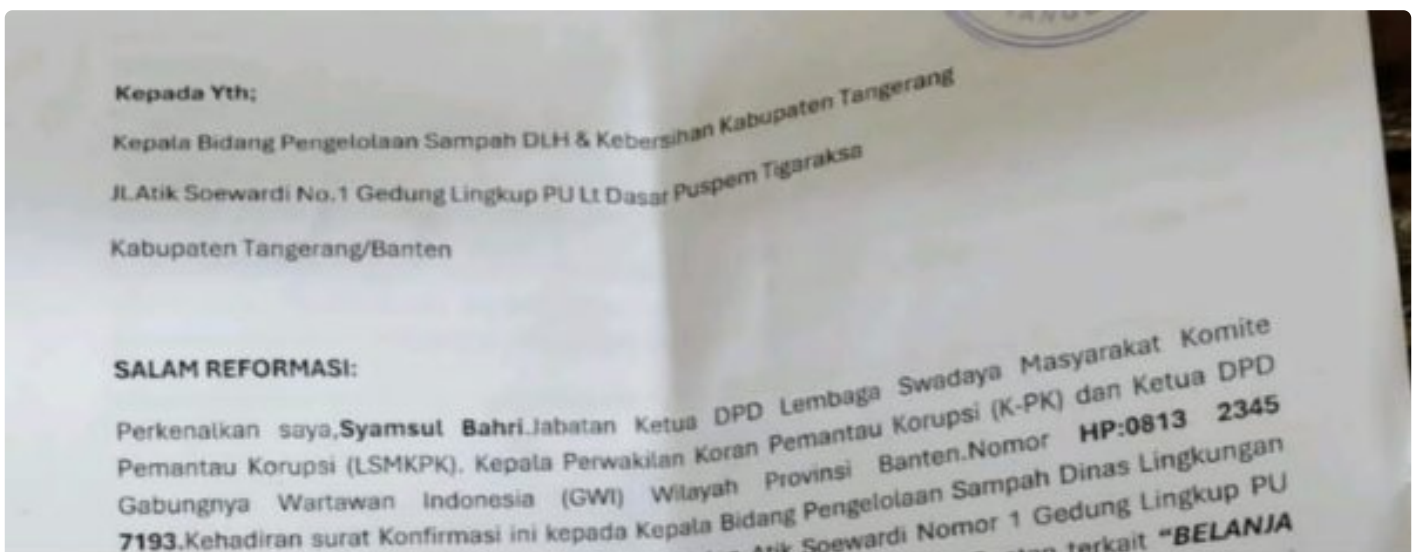 TANG
Kepada Yth;
Kepala Bidang Pengelolaan Sampah DLH & Kebersihan Kabupaten Tangerang
Jl.Atik Soewardi No.1 Gedung Lingkup PU Lt Dasar Puspem Tigaraksa
Kabupaten Tangerang/Banten
SALAM REFORMASI:
Perkenalkan saya,Syamsul Bahri.Jabatan Ketua DPD Lembaga Swadaya Masyarakat Komite
Pemantau Korupsi (LSMKPK). Kepala Perwakilan Koran Pemantau Korupsi (K-PK) dan Ketua DPD
Gabungnya Wartawan Indonesia (GWI) Wilayah Provinsi Banten.Nomor HP:0813 2345
7193.Kehadiran surat Konfirmasi ini kepada Kepala Bidang Pengelolaan Sampah Dinas Lingkungan
Atik Soewardi Nomor 1 Gedung Lingkup PU
terkait "BELANJA